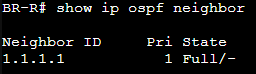 BR-R# show ip ospf neighbor
Neighbor ID     Pri State
1.1.1.1           1 Full/-